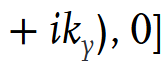 + ik_y), 0]